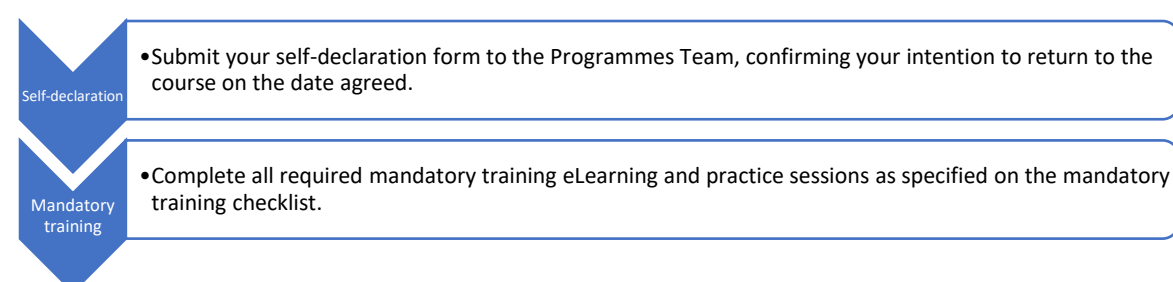 Self-declaration
•Submit your self-declaration form to the Programmes Team, confirming your intention to return to the
course on the date agreed.
Mandatory
training
•Complete all required mandatory training eLearning and practice sessions as specified on the mandatory
training checklist.